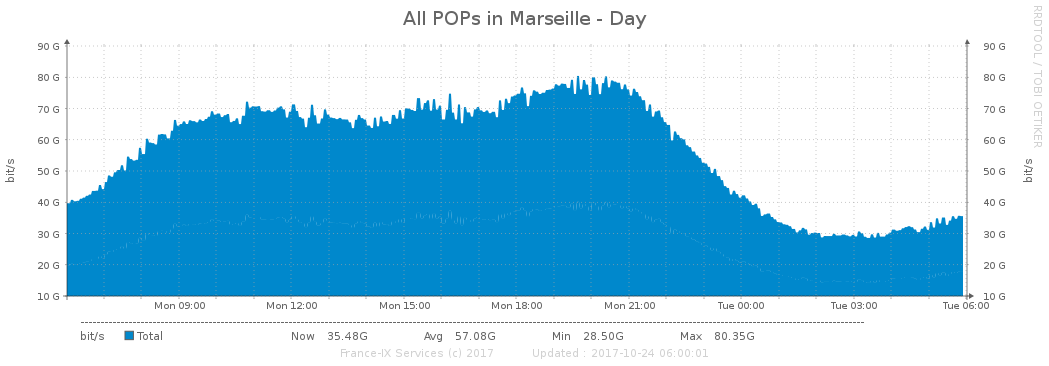 All POPs in Marseille - Day
RRDTOOL / TOBI OETIKER
90 G 90 G
80 G 80 G
70 G 70 G
60 G 60 G
50 G 50 G
40 G 40 G
30 G 30 G
20 G 20 G
10 G 10 G
bit/s bit/s
Mon 09:00 Mon 12:00 Mon 15:00 Mon 18:00 Mon 21:00 Tue 00:00 Tue 03:00 Tue 06:00
bit/s Total Now 35.48G Avg 57.08G Min 28.50G Max 80.35G
France-IX Services (c) 2017 Updated : 2017-10-24 06:00:01